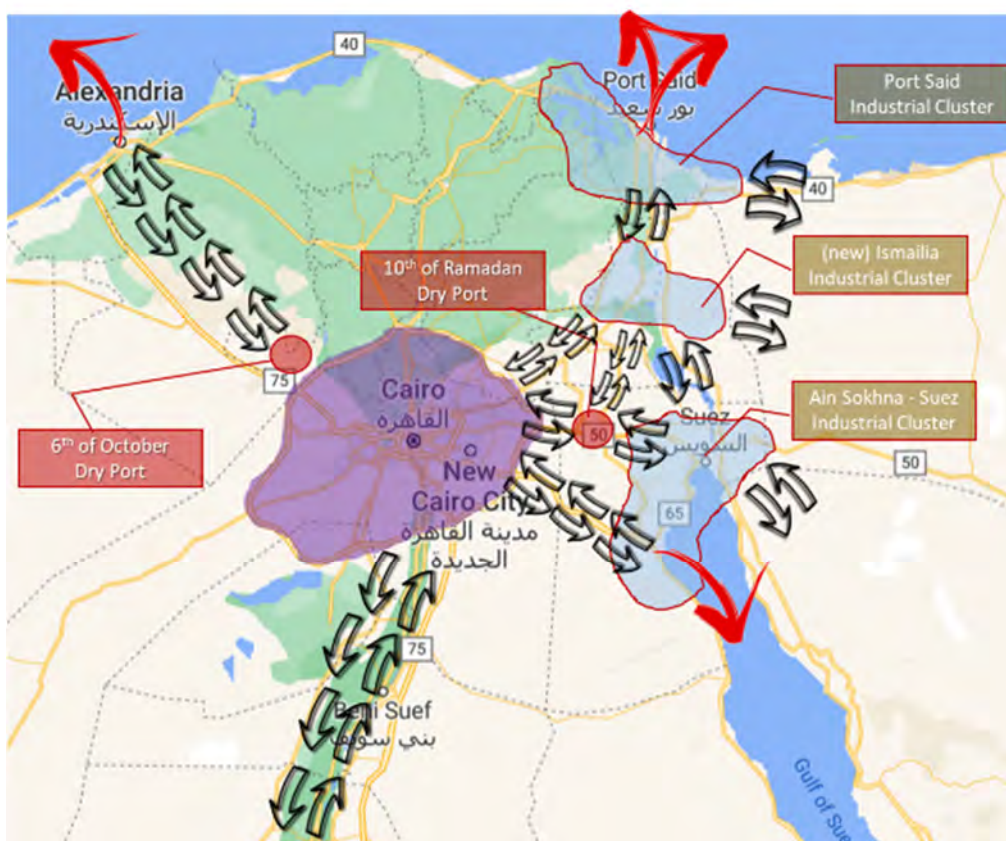 40
Alexandria
الإسكندرية
Port Said
بور سعيد
Port Said
Industrial Cluster
40
(new) Ismailia
Industrial Cluster
10th of Ramadan
Dry Port
75
6th of October
Dry Port
Cairo
القاهرة
New
Cairo City
مدينة القاهرة
الجديدة
50
Suez
السويس
Ain Sokhna - Suez
Industrial Cluster
50
65
75
Beni Suef
بني سويف
Gulf of Sue